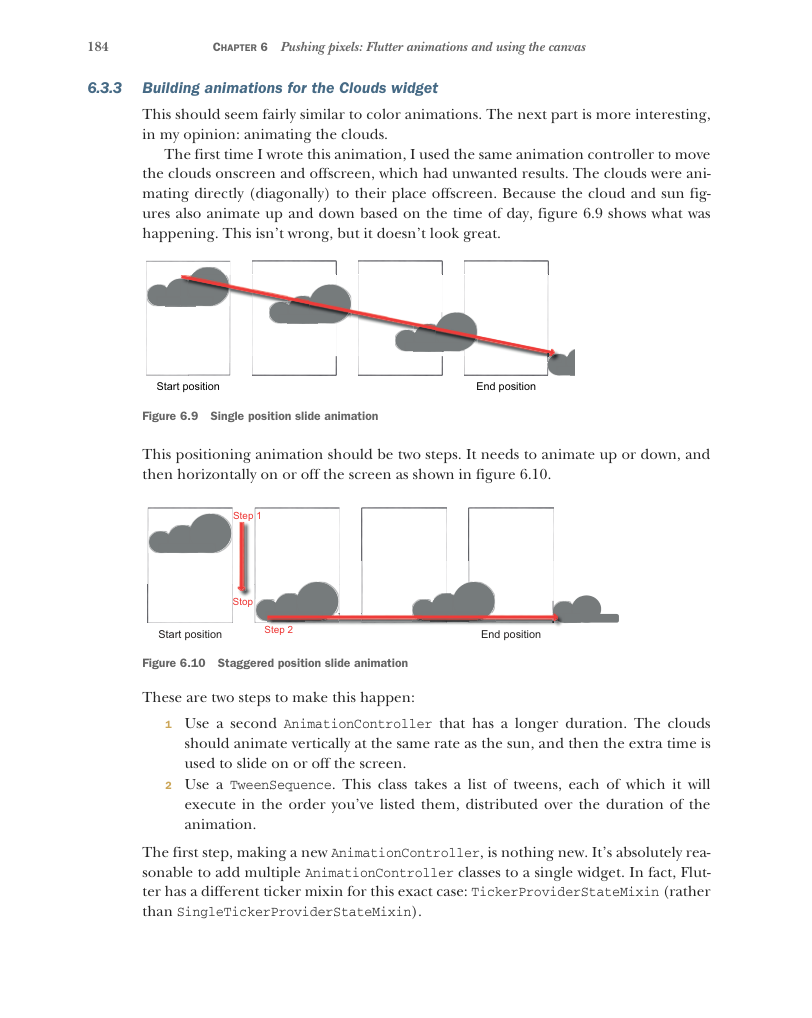 184 CHAPTER 6 Pushing pixels: Flutter animations and using the canvas
6.3.3 Building animations for the Clouds widget
This should seem fairly similar to color animations. The next part is more interesting,
in my opinion: animating the clouds.
The first time I wrote this animation, I used the same animation controller to move
the clouds onscreen and offscreen, which had unwanted results. The clouds were ani-
mating directly (diagonally) to their place offscreen. Because the cloud and sun fig-
ures also animate up and down based on the time of day, figure 6.9 shows what was
happening. This isn't wrong, but it doesn't look great.
Start position End position
Figure 6.9 Single position slide animation
This positioning animation should be two steps. It needs to animate up or down, and
then horizontally on or off the screen as shown in figure 6.10.
Step 1
Stop
Step 2
Start position End position
Figure 6.10 Staggered position slide animation
These are two steps to make this happen:
1 Use a second AnimationController that has a longer duration. The clouds
should animate vertically at the same rate as the sun, and then the extra time is
used to slide on or off the screen.
2 Use a TweenSequence. This class takes a list of tweens, each of which it will
execute in the order you've listed them, distributed over the duration of the
animation.
The first step, making a new AnimationController, is nothing new. It's absolutely rea-
sonable to add multiple AnimationController classes to a single widget. In fact, Flut-
ter has a different ticker mixin for this exact case: TickerProviderStateMixin (rather
than SingleTickerProviderStateMixin).